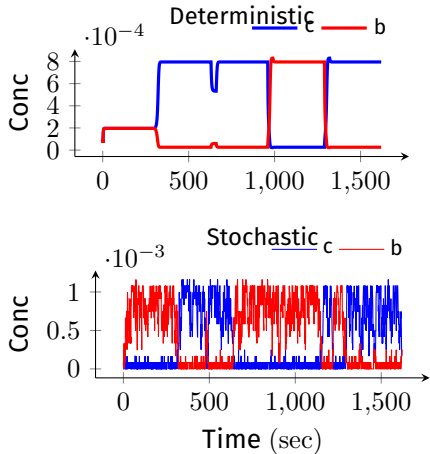 Deterministic
c b
·10⁻⁴
8
6
4
2
0
Conc
0 500 1,000 1,500
Stochastic
c b
·10⁻³
1
0.5
0
Conc
0 500 1,000 1,500
Time (sec)